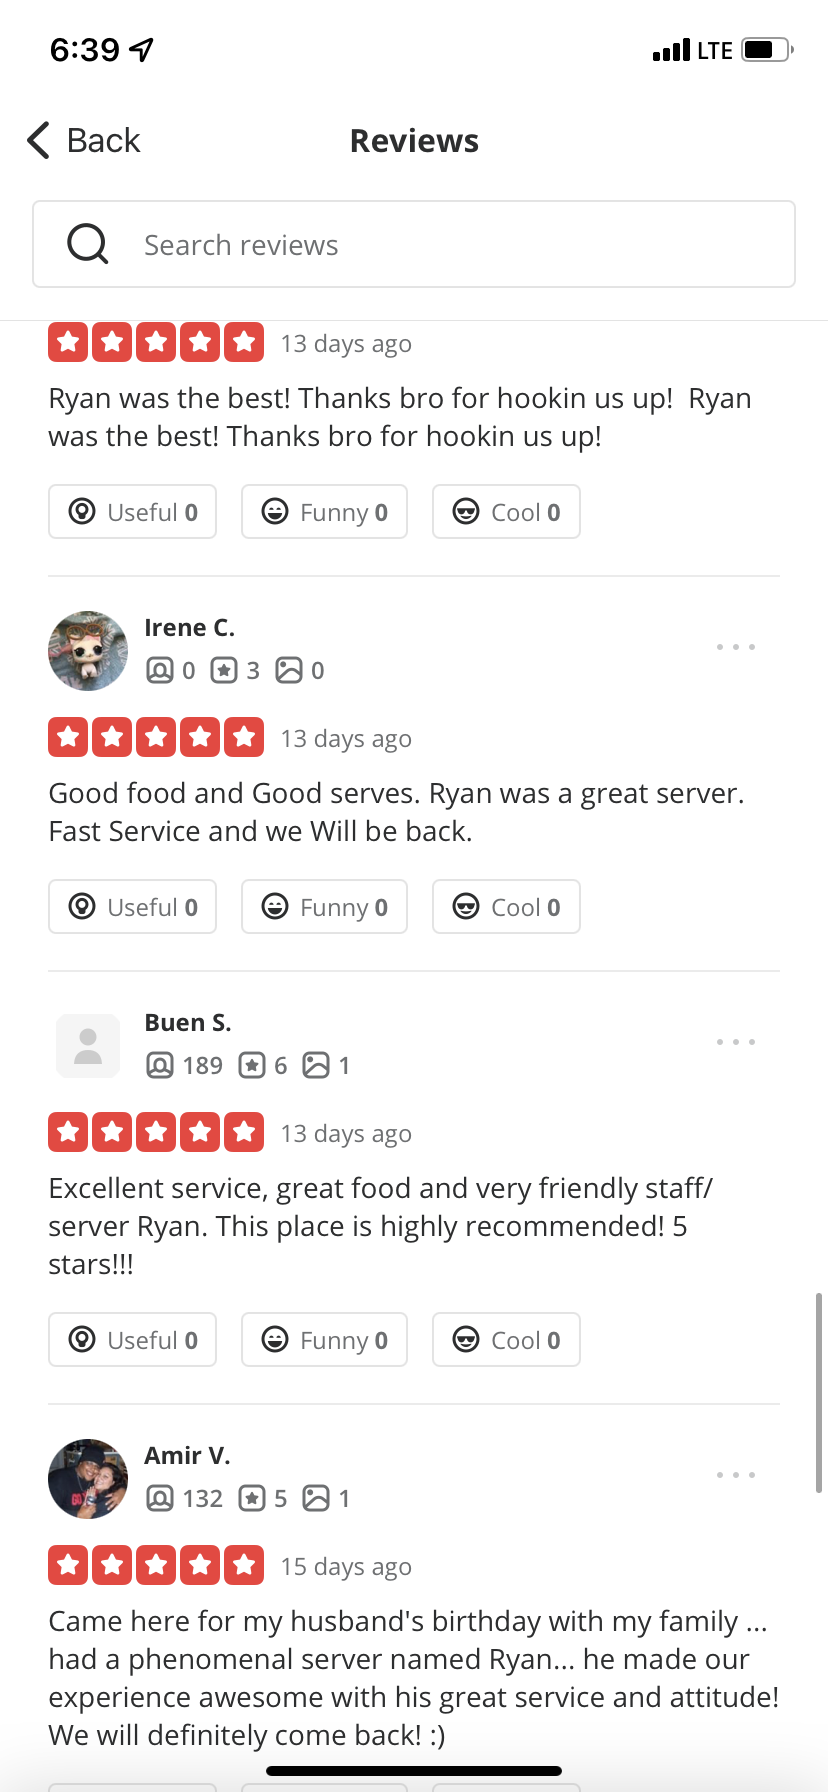 6:39 LTE
Back Reviews
Search reviews
13 days ago
Ryan was the best! Thanks bro for hookin us up!  Ryan
was the best! Thanks bro for hookin us up!
Useful 0 Funny 0 Cool 0
Irene C.
0 3 0
13 days ago
Good food and Good serves. Ryan was a great server.
Fast Service and we Will be back.
Useful 0 Funny 0 Cool 0
Buen S.
189 6 1
13 days ago
Excellent service, great food and very friendly staff/
server Ryan. This place is highly recommended! 5
stars!!!
Useful 0 Funny 0 Cool 0
Amir V.
132 5 1
15 days ago
Came here for my husband's birthday with my family ...
had a phenomenal server named Ryan... he made our
experience awesome with his great service and attitude!
We will definitely come back! :)